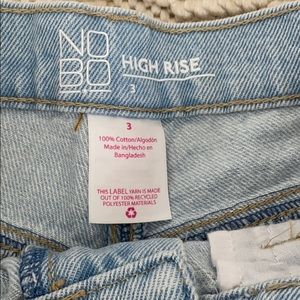 NO
BO
HIGH RISE
3
3
100% Cotton/Algodón
Made in/Hecho en
Bangladesh
THIS LABEL YARN IS MADE
OUT OF 100% RECYCLED
POLYESTER MATERIALS